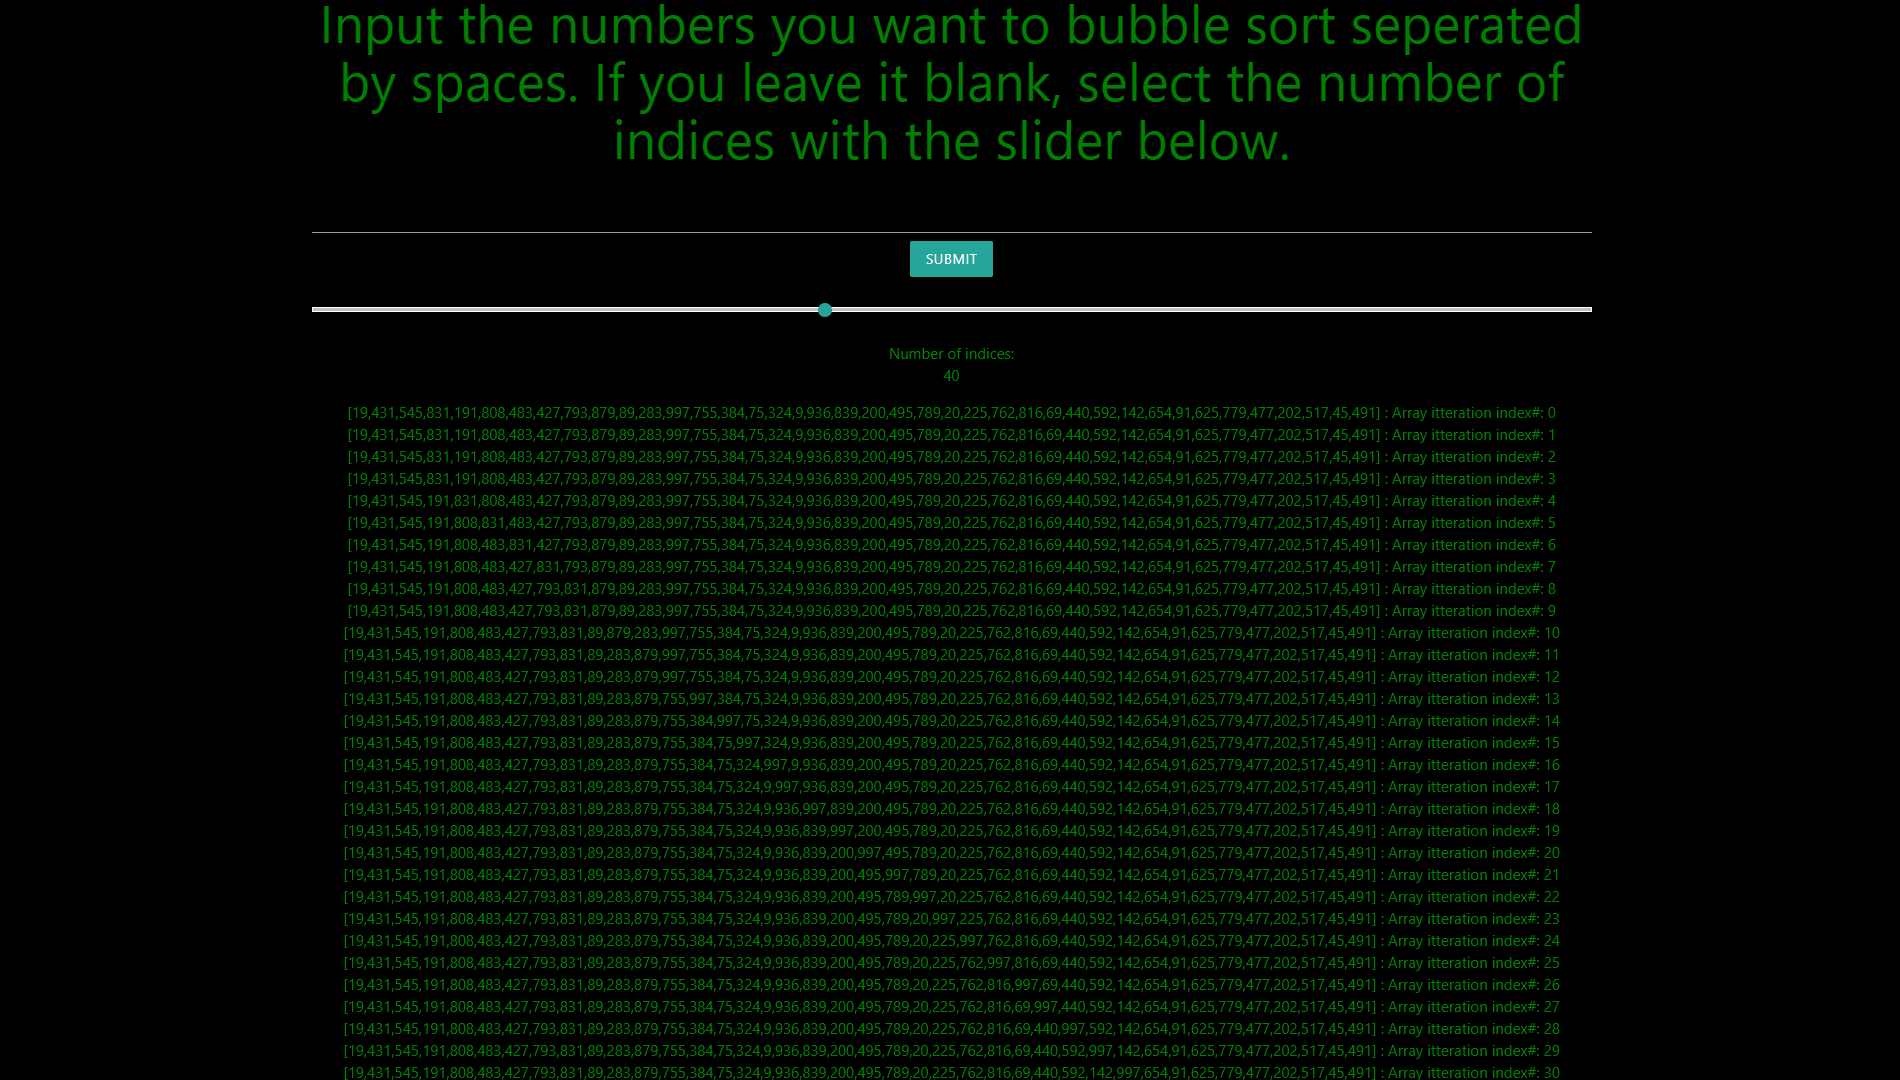 Input the numbers you want to bubble sort seperated
by spaces. If you leave it blank, select the number of
indices with the slider below.
SUBMIT
Number of indices:
40
[19,431,545,831,191,808,483,427,793,879,89,283,997,755,384,75,324,9,936,839,200,495,789,20,225,762,816,69,440,592,142,654,91,625,779,477,202,517,45,491] : Array itteration index#: 0
[19,431,545,831,191,808,483,427,793,879,89,283,997,755,384,75,324,9,936,839,200,495,789,20,225,762,816,69,440,592,142,654,91,625,779,477,202,517,45,491] : Array itteration index#: 1
[19,431,545,831,191,808,483,427,793,879,89,283,997,755,384,75,324,9,936,839,200,495,789,20,225,762,816,69,440,592,142,654,91,625,779,477,202,517,45,491] : Array itteration index#: 2
[19,431,545,831,191,808,483,427,793,879,89,283,997,755,384,75,324,9,936,839,200,495,789,20,225,762,816,69,440,592,142,654,91,625,779,477,202,517,45,491] : Array itteration index#: 3
[19,431,545,191,831,808,483,427,793,879,89,283,997,755,384,75,324,9,936,839,200,495,789,20,225,762,816,69,440,592,142,654,91,625,779,477,202,517,45,491] : Array itteration index#: 4
[19,431,545,191,808,831,483,427,793,879,89,283,997,755,384,75,324,9,936,839,200,495,789,20,225,762,816,69,440,592,142,654,91,625,779,477,202,517,45,491] : Array itteration index#: 5
[19,431,545,191,808,483,831,427,793,879,89,283,997,755,384,75,324,9,936,839,200,495,789,20,225,762,816,69,440,592,142,654,91,625,779,477,202,517,45,491] : Array itteration index#: 6
[19,431,545,191,808,483,427,831,793,879,89,283,997,755,384,75,324,9,936,839,200,495,789,20,225,762,816,69,440,592,142,654,91,625,779,477,202,517,45,491] : Array itteration index#: 7
[19,431,545,191,808,483,427,793,831,879,89,283,997,755,384,75,324,9,936,839,200,495,789,20,225,762,816,69,440,592,142,654,91,625,779,477,202,517,45,491] : Array itteration index#: 8
[19,431,545,191,808,483,427,793,831,879,89,283,997,755,384,75,324,9,936,839,200,495,789,20,225,762,816,69,440,592,142,654,91,625,779,477,202,517,45,491] : Array itteration index#: 9
[19,431,545,191,808,483,427,793,831,89,879,283,997,755,384,75,324,9,936,839,200,495,789,20,225,762,816,69,440,592,142,654,91,625,779,477,202,517,45,491] : Array itteration index#: 10
[19,431,545,191,808,483,427,793,831,89,283,879,997,755,384,75,324,9,936,839,200,495,789,20,225,762,816,69,440,592,142,654,91,625,779,477,202,517,45,491] : Array itteration index#: 11
[19,431,545,191,808,483,427,793,831,89,283,879,997,755,384,75,324,9,936,839,200,495,789,20,225,762,816,69,440,592,142,654,91,625,779,477,202,517,45,491] : Array itteration index#: 12
[19,431,545,191,808,483,427,793,831,89,283,879,755,997,384,75,324,9,936,839,200,495,789,20,225,762,816,69,440,592,142,654,91,625,779,477,202,517,45,491] : Array itteration index#: 13
[19,431,545,191,808,483,427,793,831,89,283,879,755,384,997,75,324,9,936,839,200,495,789,20,225,762,816,69,440,592,142,654,91,625,779,477,202,517,45,491] : Array itteration index#: 14
[19,431,545,191,808,483,427,793,831,89,283,879,755,384,75,997,324,9,936,839,200,495,789,20,225,762,816,69,440,592,142,654,91,625,779,477,202,517,45,491] : Array itteration index#: 15
[19,431,545,191,808,483,427,793,831,89,283,879,755,384,75,324,997,9,936,839,200,495,789,20,225,762,816,69,440,592,142,654,91,625,779,477,202,517,45,491] : Array itteration index#: 16
[19,431,545,191,808,483,427,793,831,89,283,879,755,384,75,324,9,997,936,839,200,495,789,20,225,762,816,69,440,592,142,654,91,625,779,477,202,517,45,491] : Array itteration index#: 17
[19,431,545,191,808,483,427,793,831,89,283,879,755,384,75,324,9,936,997,839,200,495,789,20,225,762,816,69,440,592,142,654,91,625,779,477,202,517,45,491] : Array itteration index#: 18
[19,431,545,191,808,483,427,793,831,89,283,879,755,384,75,324,9,936,839,997,200,495,789,20,225,762,816,69,440,592,142,654,91,625,779,477,202,517,45,491] : Array itteration index#: 19
[19,431,545,191,808,483,427,793,831,89,283,879,755,384,75,324,9,936,839,200,997,495,789,20,225,762,816,69,440,592,142,654,91,625,779,477,202,517,45,491] : Array itteration index#: 20
[19,431,545,191,808,483,427,793,831,89,283,879,755,384,75,324,9,936,839,200,495,997,789,20,225,762,816,69,440,592,142,654,91,625,779,477,202,517,45,491] : Array itteration index#: 21
[19,431,545,191,808,483,427,793,831,89,283,879,755,384,75,324,9,936,839,200,495,789,997,20,225,762,816,69,440,592,142,654,91,625,779,477,202,517,45,491] : Array itteration index#: 22
[19,431,545,191,808,483,427,793,831,89,283,879,755,384,75,324,9,936,839,200,495,789,20,997,225,762,816,69,440,592,142,654,91,625,779,477,202,517,45,491] : Array itteration index#: 23
[19,431,545,191,808,483,427,793,831,89,283,879,755,384,75,324,9,936,839,200,495,789,20,225,997,762,816,69,440,592,142,654,91,625,779,477,202,517,45,491] : Array itteration index#: 24
[19,431,545,191,808,483,427,793,831,89,283,879,755,384,75,324,9,936,839,200,495,789,20,225,762,997,816,69,440,592,142,654,91,625,779,477,202,517,45,491] : Array itteration index#: 25
[19,431,545,191,808,483,427,793,831,89,283,879,755,384,75,324,9,936,839,200,495,789,20,225,762,816,997,69,440,592,142,654,91,625,779,477,202,517,45,491] : Array itteration index#: 26
[19,431,545,191,808,483,427,793,831,89,283,879,755,384,75,324,9,936,839,200,495,789,20,225,762,816,69,997,440,592,142,654,91,625,779,477,202,517,45,491] : Array itteration index#: 27
[19,431,545,191,808,483,427,793,831,89,283,879,755,384,75,324,9,936,839,200,495,789,20,225,762,816,69,440,997,592,142,654,91,625,779,477,202,517,45,491] : Array itteration index#: 28
[19,431,545,191,808,483,427,793,831,89,283,879,755,384,75,324,9,936,839,200,495,789,20,225,762,816,69,440,592,997,142,654,91,625,779,477,202,517,45,491] : Array itteration index#: 29
[19,431,545,191,808,483,427,793,831,89,283,879,755,384,75,324,9,936,839,200,495,789,20,225,762,816,69,440,592,142,997,654,91,625,779,477,202,517,45,491] : Array itteration index#: 30